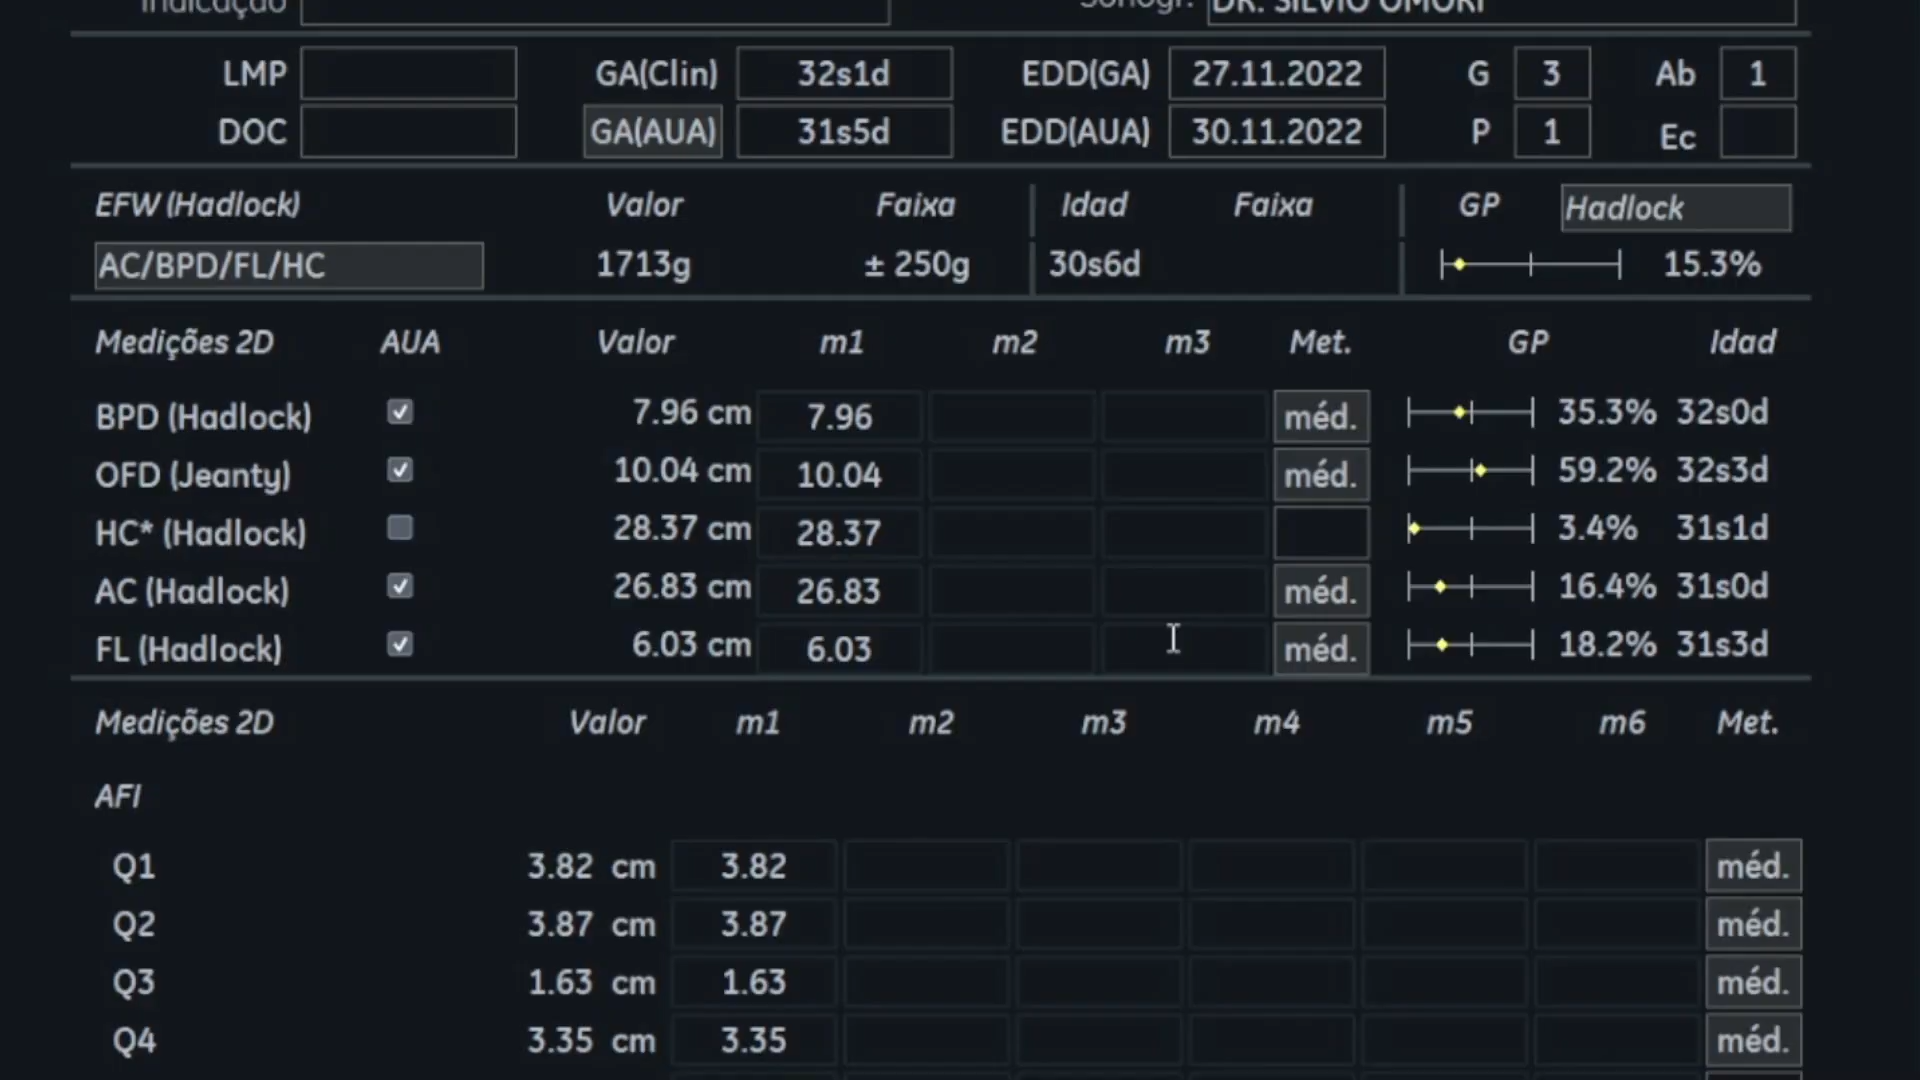 Indicação Sonogr. DR. SILVIO OMORI
LMP GA(Clin) 32s1d EDD(GA) 27.11.2022 G 3 Ab 1
DOC GA(AUA) 31s5d EDD(AUA) 30.11.2022 P 1 Ec
EFW (Hadlock) Valor Faixa Idad Faixa GP Hadlock
AC/BPD/FL/HC 1713g ± 250g 30s6d 15.3%
Medições 2D AUA Valor m1 m2 m3 Met. GP Idad
BPD (Hadlock) 7.96 cm 7.96 méd. 35.3% 32s0d
OFD (Jeanty) 10.04 cm 10.04 méd. 59.2% 32s3d
HC* (Hadlock) 28.37 cm 28.37 3.4% 31s1d
AC (Hadlock) 26.83 cm 26.83 méd. 16.4% 31s0d
FL (Hadlock) 6.03 cm 6.03 méd. 18.2% 31s3d
Medições 2D Valor m1 m2 m3 m4 m5 m6 Met.
AFI
Q1 3.82 cm 3.82 méd.
Q2 3.87 cm 3.87 méd.
Q3 1.63 cm 1.63 méd.
Q4 3.35 cm 3.35 méd.